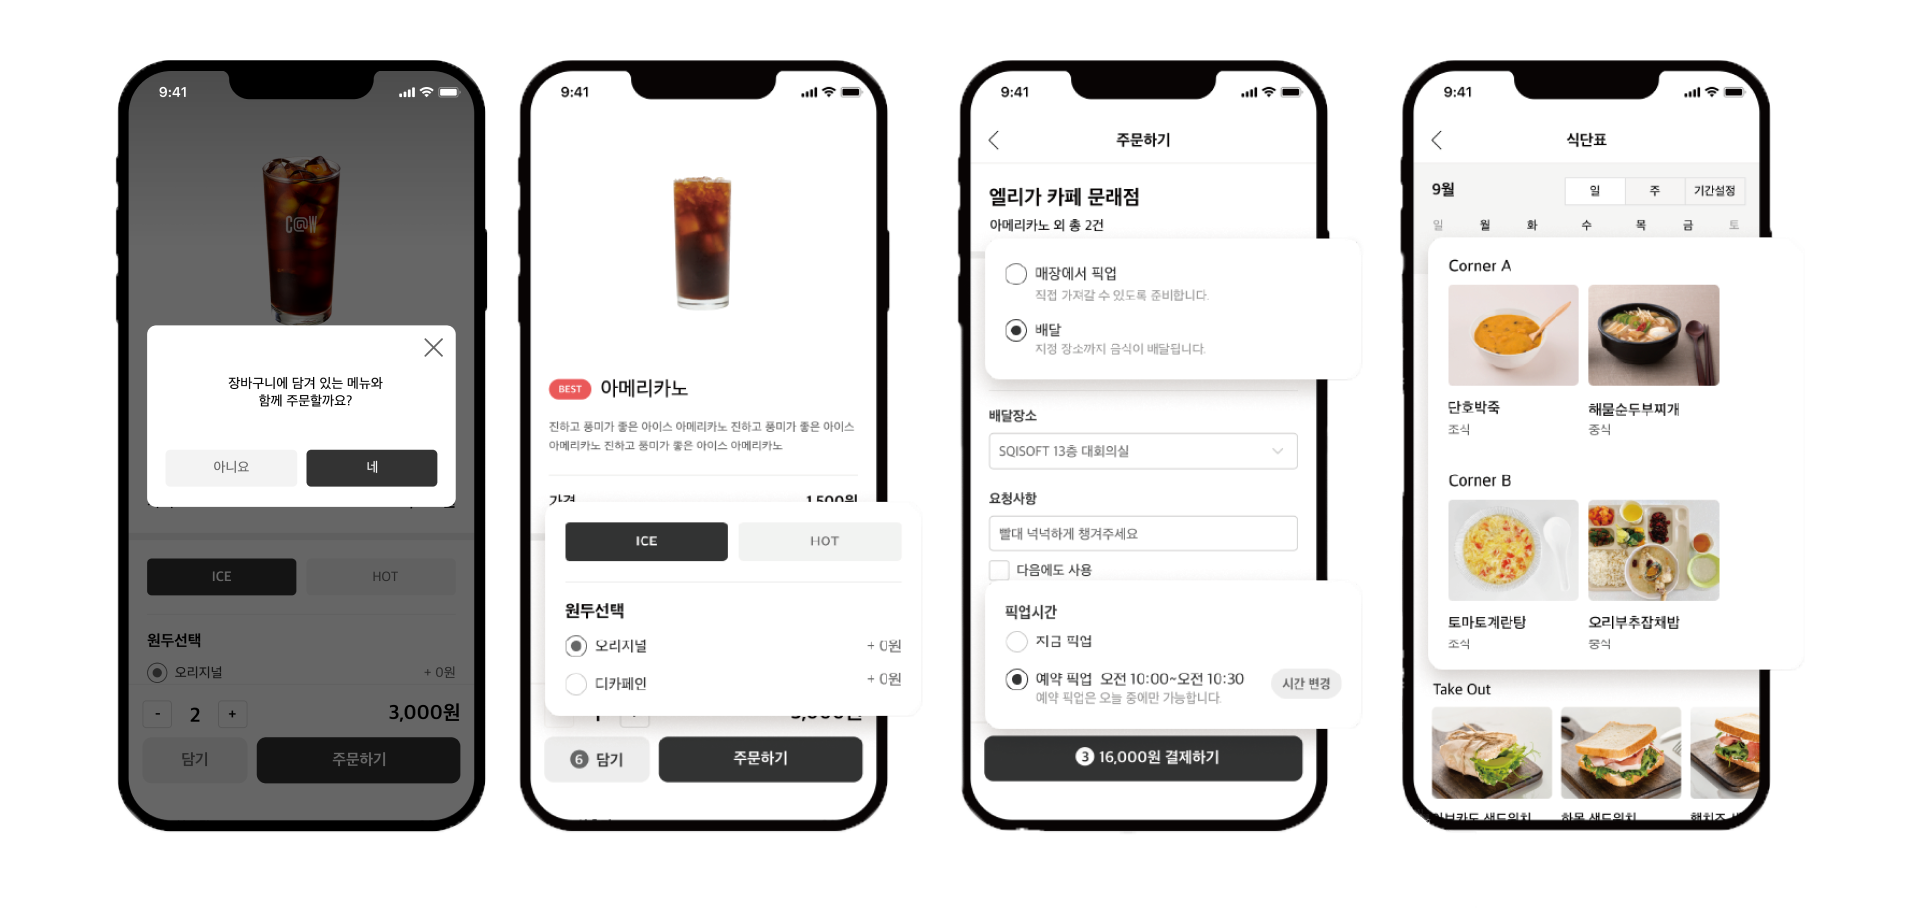 9:41
C@W
장바구니에 담겨 있는 메뉴와
함께 주문할까요?
아니요
네
ICE
HOT
원두선택
오리지널
+ 0원
-
2
+
3,000원
담기
주문하기
9:41
BEST
아메리카노
진하고 풍미가 좋은 아이스 아메리카노 진하고 풍미가 좋은 아이스
아메리카노 진하고 풍미가 좋은 아이스 아메리카노
가격
1,500원
ICE
HOT
원두선택
오리지널
+ 0원
디카페인
+ 0원
3,000원
6 담기
주문하기
9:41
주문하기
엘리가 카페 문래점
아메리카노 외 총 2건
매장에서 픽업
직접 가져갈 수 있도록 준비합니다.
배달
지정 장소까지 음식이 배달됩니다.
배달장소
SQISOFT 13층 대회의실
요청사항
빨대 넉넉하게 챙겨주세요
다음에도 사용
픽업시간
지금 픽업
예약 픽업 오전 10:00~오전 10:30
예약 픽업은 오늘 중에만 가능합니다.
시간 변경
3 16,000원 결제하기
9:41
식단표
9월
일
주
기간설정
일 월 화 수 목 금 토
Corner A
단호박죽
조식
해물순두부찌개
중식
Corner B
토마토계란탕
조식
오리부추잡채밥
중식
Take Out
아보카도 샌드위치
하몽 샌드위치
햄치즈